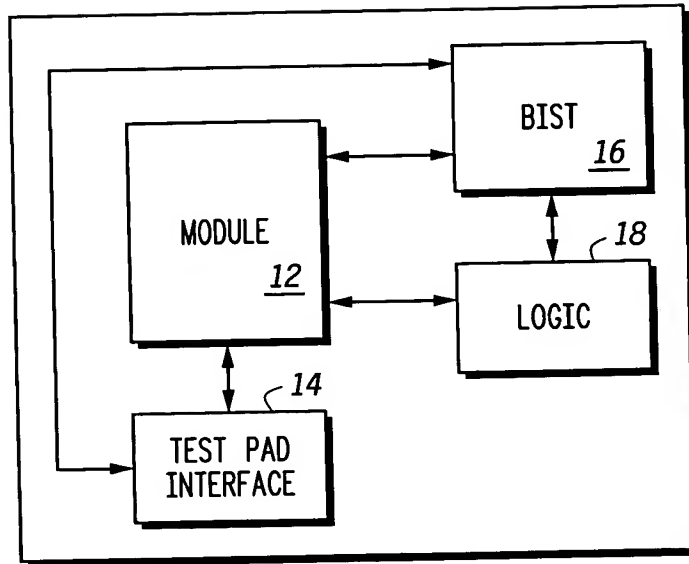 BIST
16
MODULE
12
18
LOGIC
14
TEST PAD
INTERFACE